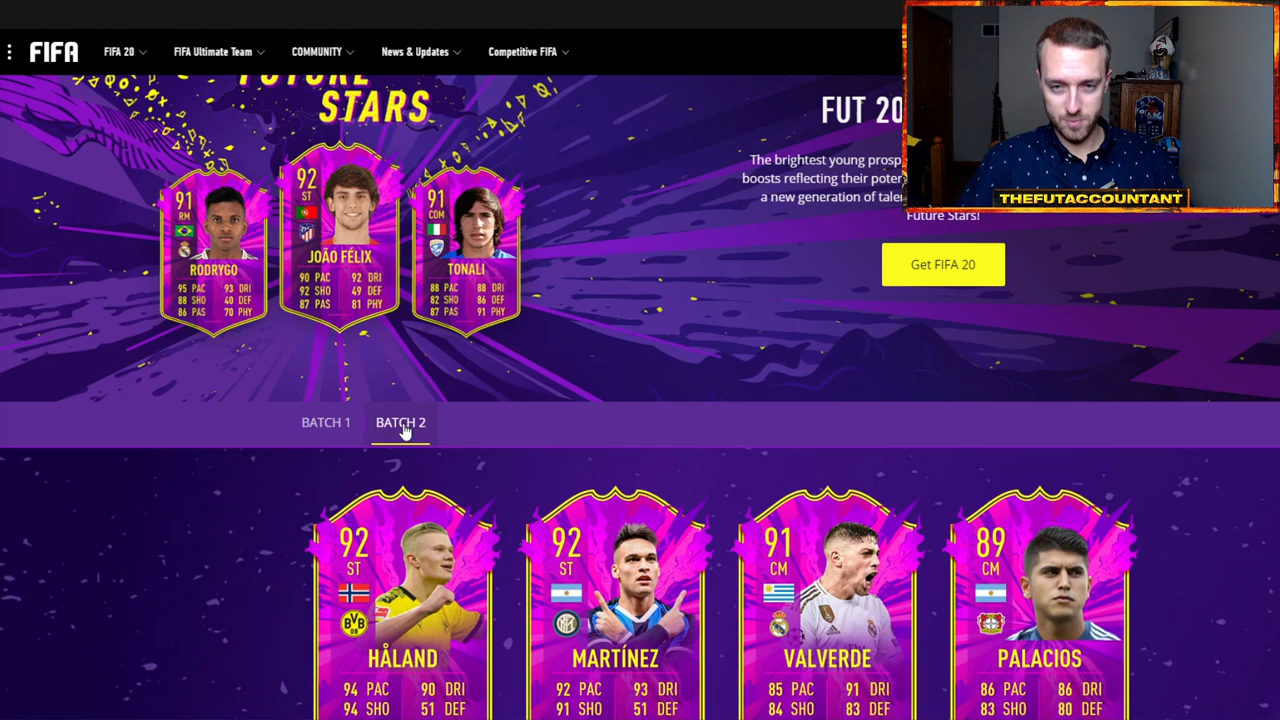 FIFA
FIFA 20
FIFA Ultimate Team
COMMUNITY
News & Updates
Competitive FIFA
FUTURE
STARS
91
RM
RODRYGO
95 PAC 93 DRI
88 SHO 40 DEF
86 PAS 70 PHY
92
ST
JOÃO FÉLIX
90 PAC 92 DRI
92 SHO 49 DEF
87 PAS 81 PHY
91
CDM
TONALI
88 PAC 88 DRI
82 SHO 86 DEF
87 PAS 91 PHY
FUT 20
The brightest young prosp
boosts reflecting their poten
a new generation of talen
Future Stars!
Get FIFA 20
THEFUTACCOUNTANT
BATCH 1
BATCH 2
92
ST
BVB
09
HÅLAND
94 PAC 90 DRI
94 SHO 51 DEF
92
ST
MARTÍNEZ
92 PAC 93 DRI
91 SHO 51 DEF
91
CM
VALVERDE
85 PAC 91 DRI
84 SHO 83 DEF
89
CM
PALACIOS
86 PAC 86 DRI
83 SHO 80 DEF